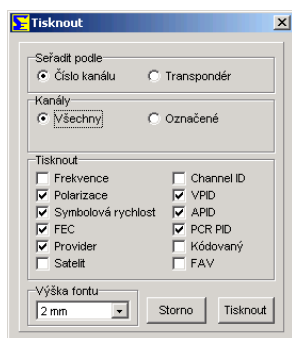 Tisknout
Seřadit podle
Číslo kanálu Transpondér
Kanály
Všechny Označené
Tisknout
Frekvence Channel ID
Polarizace VPID
Symbolová rychlost APID
FEC PCR PID
Provider Kódovaný
Satelit FAV
Výška fontu
2 mm Storno Tisknout